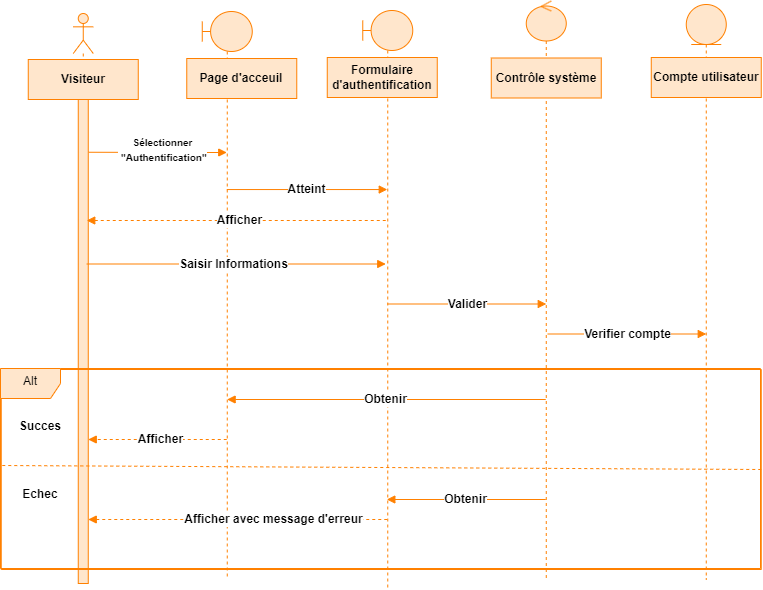 Visiteur
Page d'acceuil
Formulaire
d'authentification
Contrôle système
Compte utilisateur
Sélectionner
"Authentification"
Atteint
Afficher
Saisir Informations
Valider
Verifier compte
Alt
Obtenir
Succes
Afficher
Echec
Obtenir
Afficher avec message d'erreur